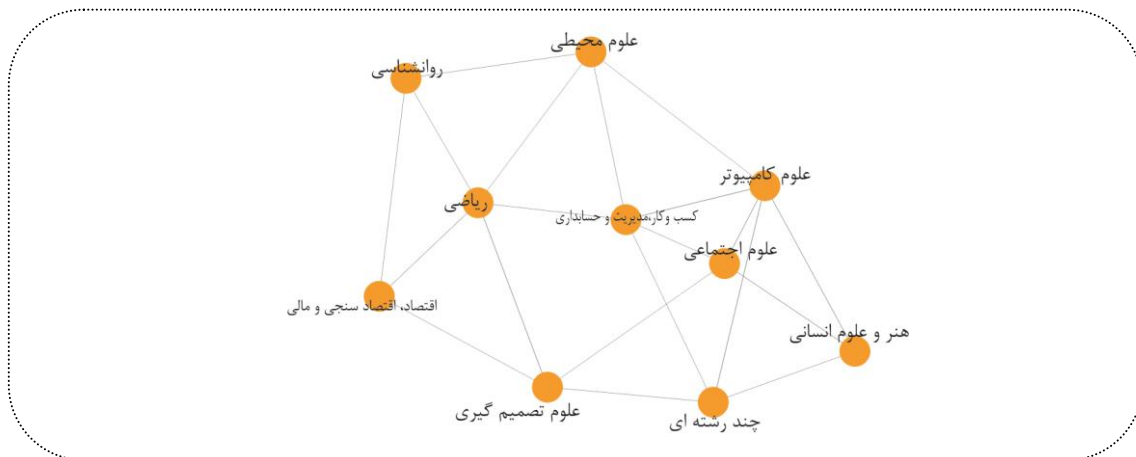 علوم محیطی
روانشناسی
علوم کامپیوتر
ریاضی
کسب وکار،مدیریت و حسابداری
علوم اجتماعی
اقتصاد، اقتصاد سنجی و مالی
هنر و علوم انسانی
علوم تصمیم گیری
چند رشته ای